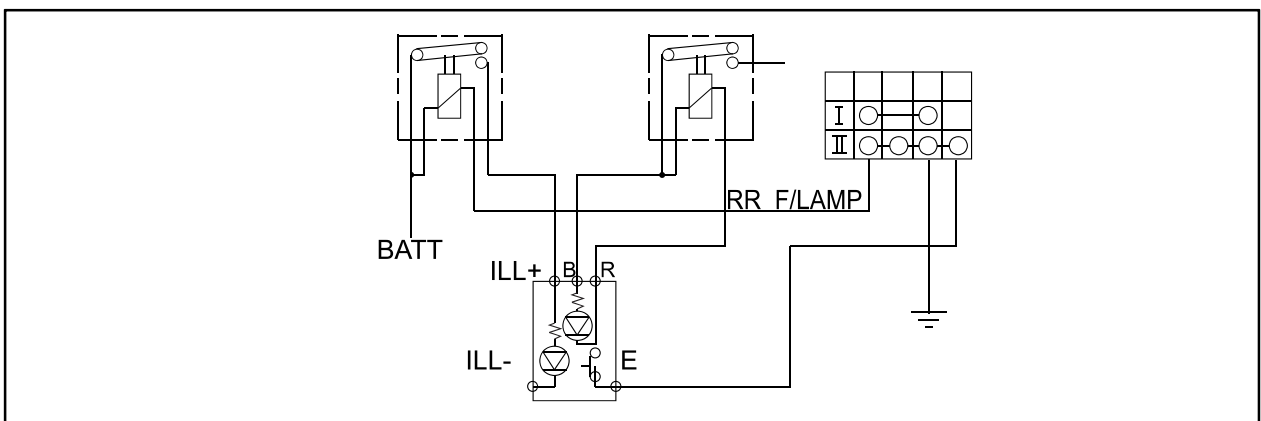 I
II
RR F/LAMP
BATT
ILL+ B R
ILL- E